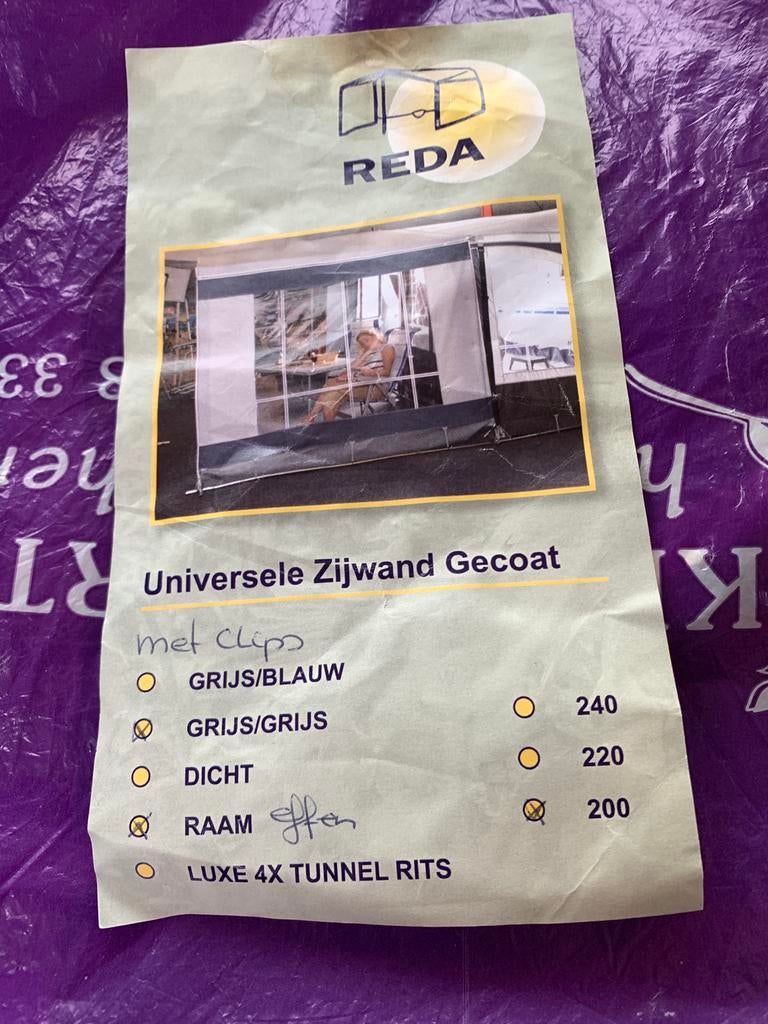 REDA
Universele Zijwand Gecoat
met clips
GRIJS/BLAUW
GRIJS/GRIJS
DICHT
RAAM effen
LUXE 4X TUNNEL RITS
240
220
200
33